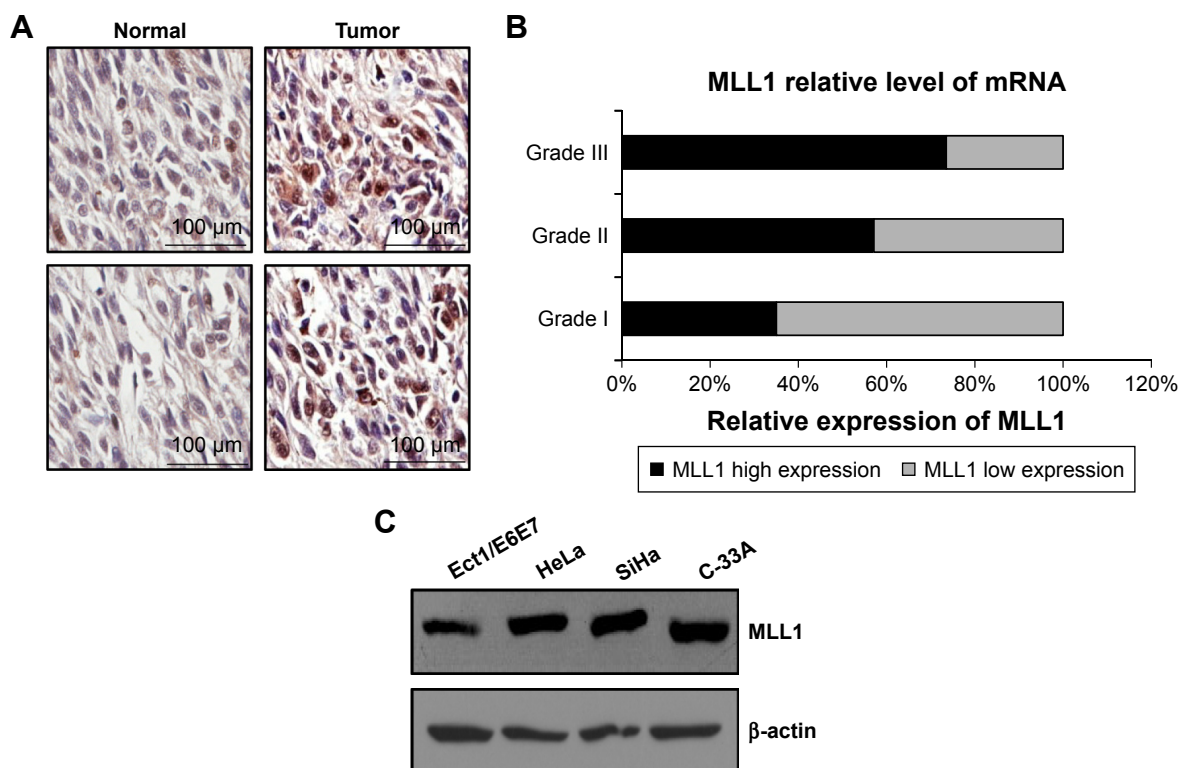 A
Normal
Tumor
100 µm
100 µm
100 µm
100 µm
B
MLL1 relative level of mRNA
Grade III
Grade II
Grade I
0% 20% 40% 60% 80% 100% 120%
Relative expression of MLL1
MLL1 high expression MLL1 low expression
C
Ect1/E6E7
HeLa
SiHa
C-33A
MLL1
β-actin